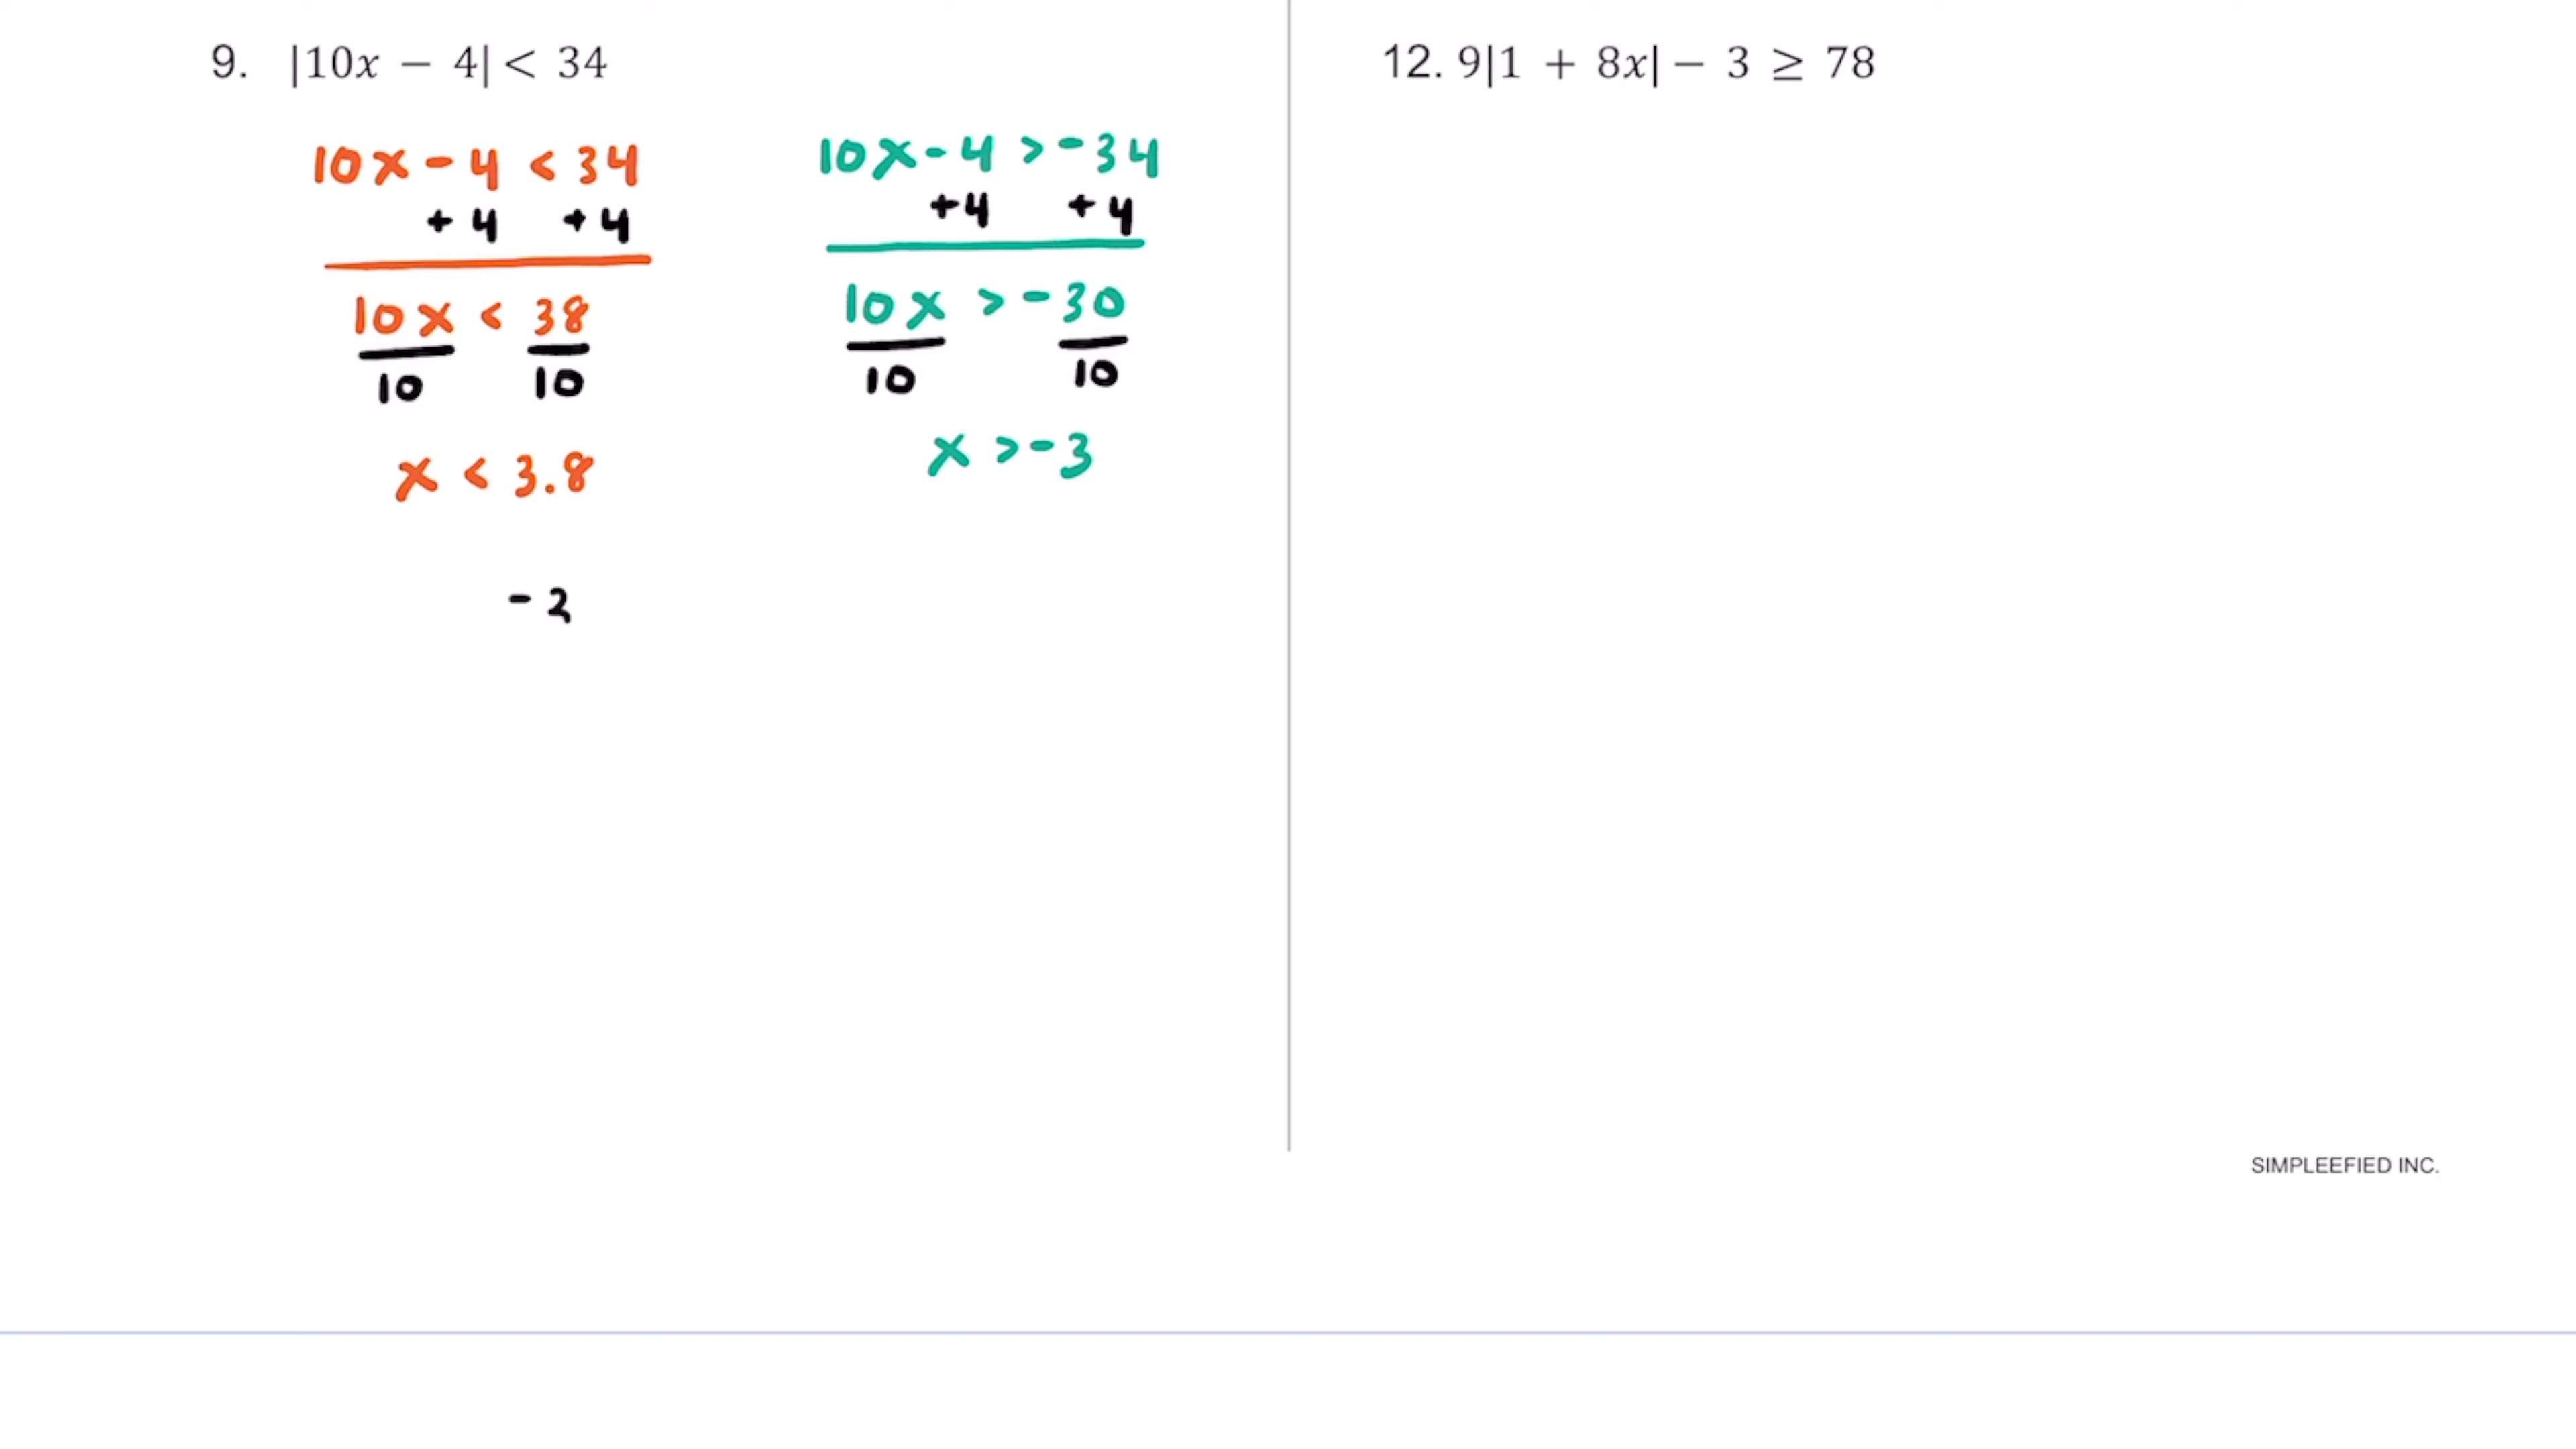 9. |10x − 4| < 34
10x - 4 < 34
+ 4 + 4
10x < 38
10 10
x < 3.8
- 2
10x - 4 > -34
+4 +4
10x > -30
10 10
x > -3
12. 9|1 + 8x| − 3 ≥ 78
SIMPLEEFIED INC.